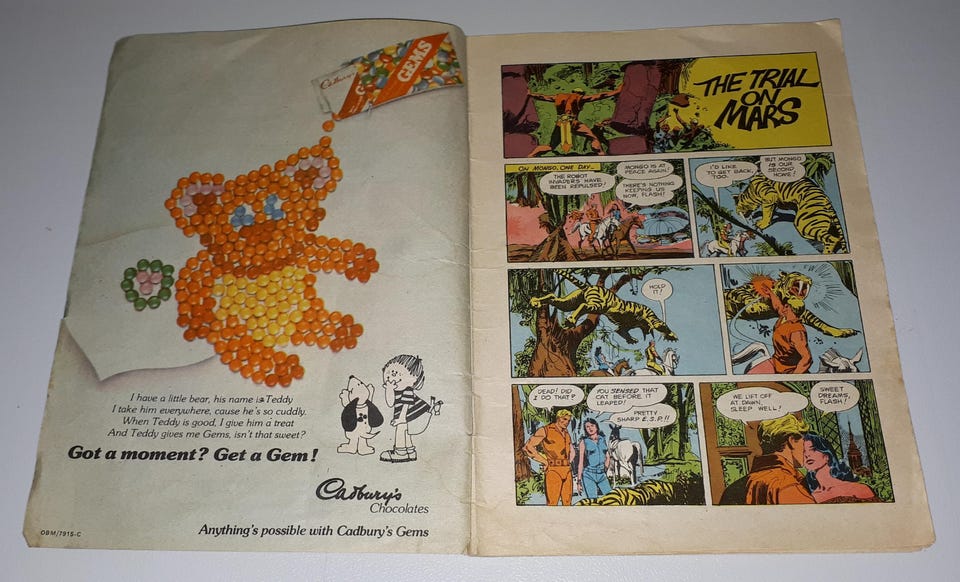 Cadbury's
GEMS
I have a little bear, his name is Teddy
I take him everywhere, cause he's so cuddly.
When Teddy is good, I give him a treat
And Teddy gives me Gems, isn't that sweet?
Got a moment? Get a Gem!
Cadbury's
Chocolates
Anything's possible with Cadbury's Gems
OBM/7915-C
THE TRIAL
ON
MARS
ON MONGO, ONE DAY...
THE ROBOT
INVADERS HAVE
BEEN REPULSED!
MONGO IS AT
PEACE AGAIN!
THERE'S NOTHING
KEEPING US
NOW, FLASH!
I'D LIKE
TO GET BACK,
TOO.
BUT MONGO
IS OUR
SECOND
HOME!
HOLD
IT!
DEAD! DID
I DO THAT?
YOU SENSED THAT
CAT BEFORE IT
LEAPED!
PRETTY
SHARP E.S.P.!!
WE LIFT OFF
AT DAWN,
SLEEP WELL!
SWEET
DREAMS,
FLASH!